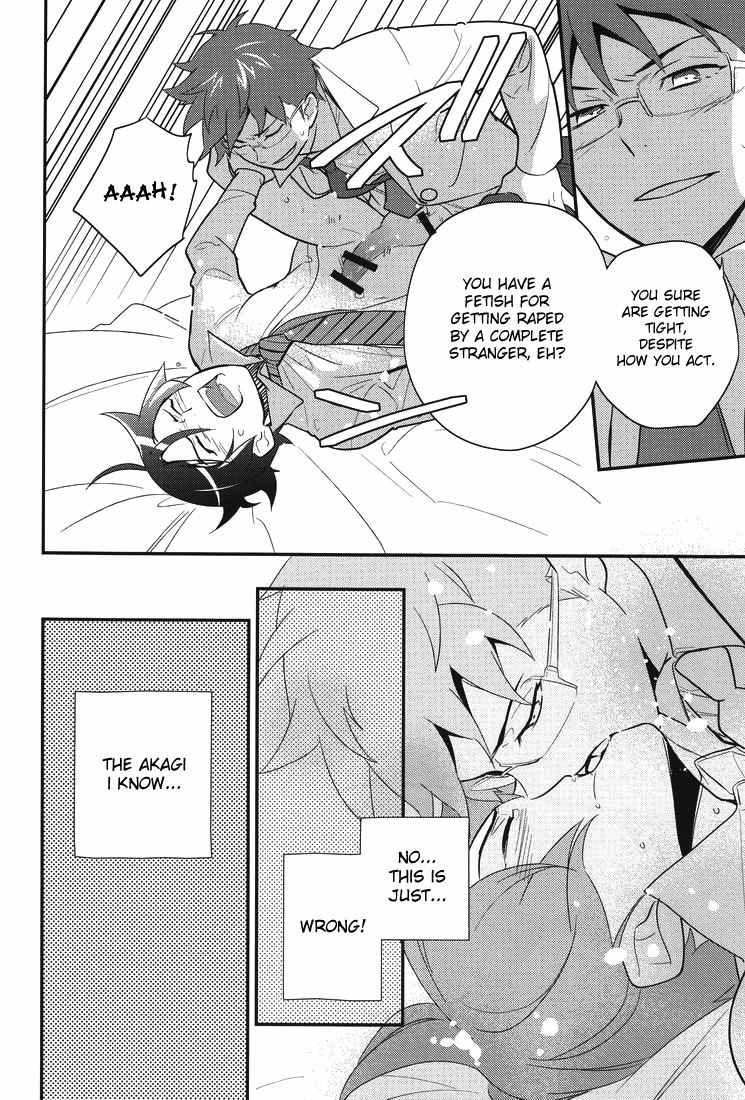 YOU SURE
ARE GETTING
TIGHT,
DESPITE
HOW YOU ACT.
YOU HAVE A
FETISH FOR
GETTING RAPED
BY A COMPLETE
STRANGER, EH?
AAAH!
NO...
THIS IS
JUST...
WRONG!
THE AKAGI
I KNOW...